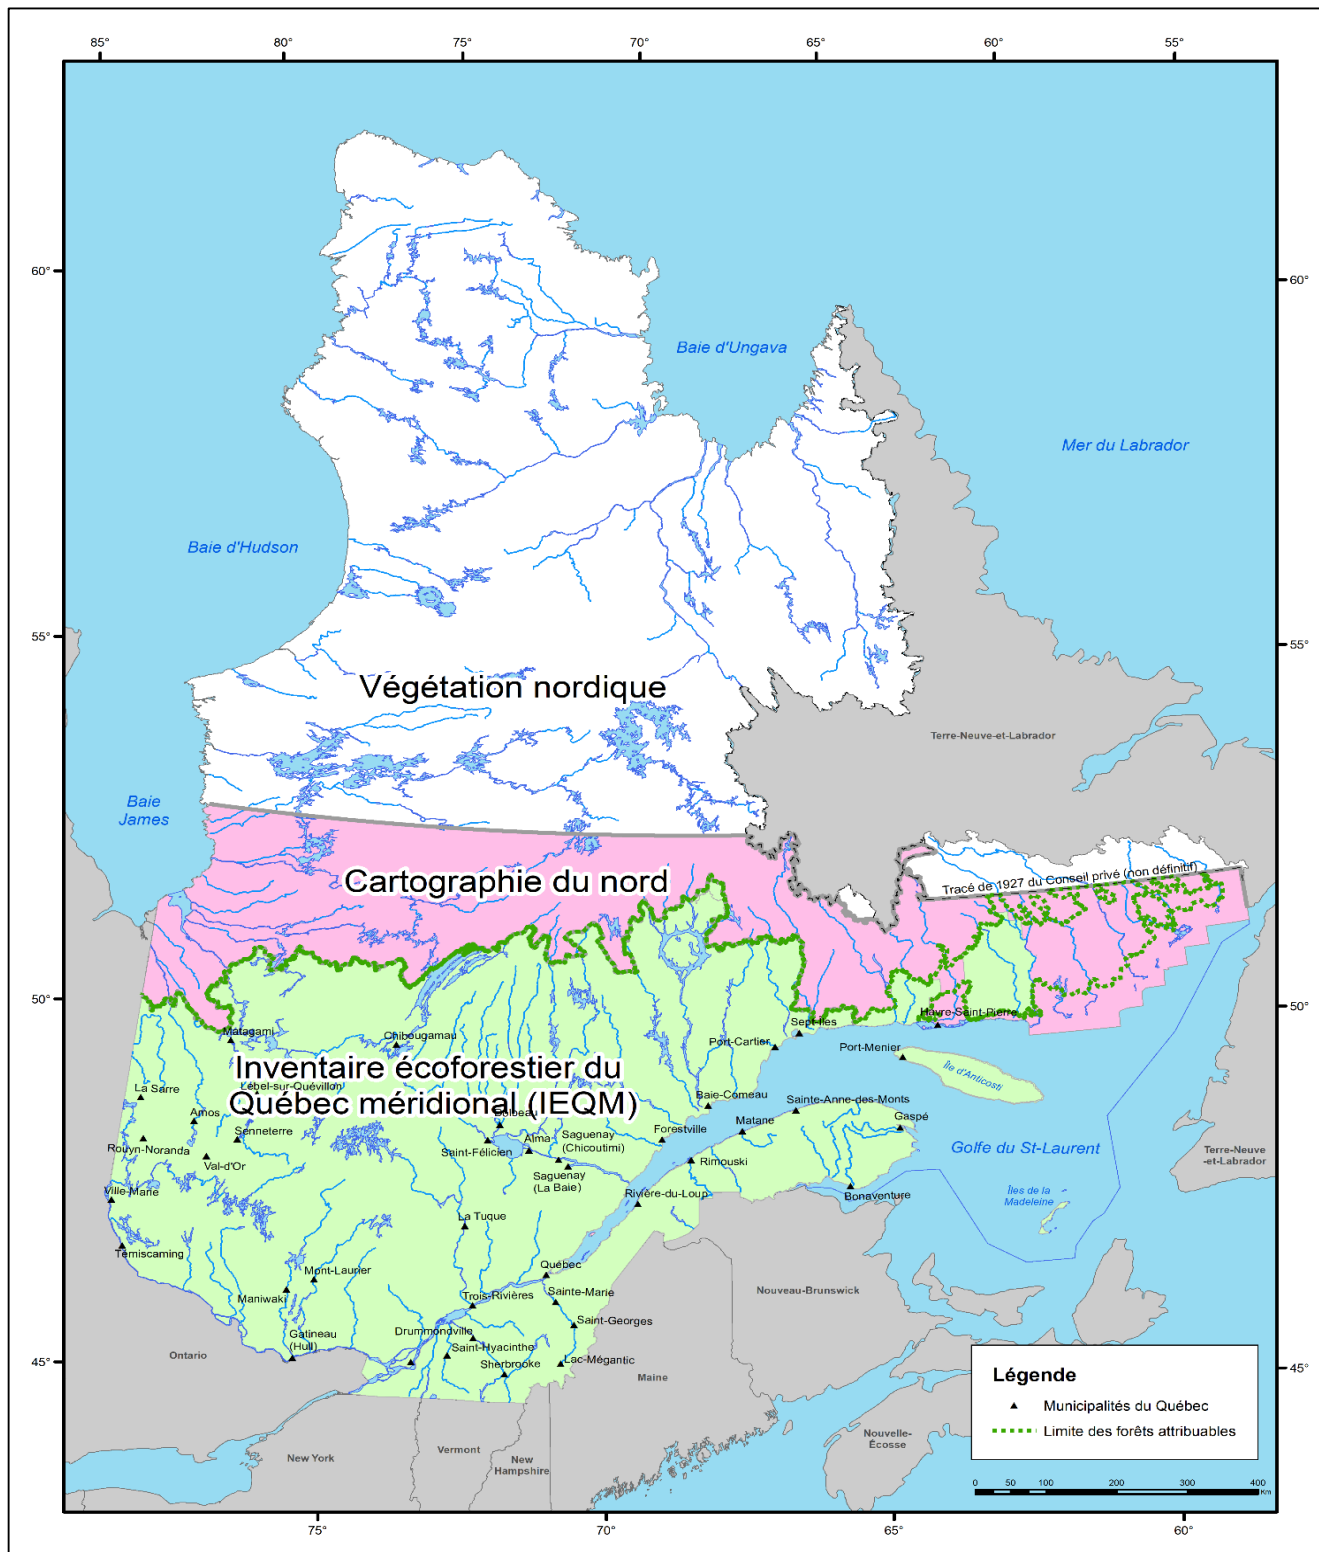 85° 80° 75° 70° 65° 60° 55°
60° 60°
Baie d'Ungava
Mer du Labrador
Baie d'Hudson
55° 55°
Végétation nordique
Terre-Neuve-et-Labrador
Baie
James
Cartographie du nord
Tracé de 1927 du Conseil privé (non définitif)
50° 50°
Havre-Saint-Pierre
Sept-Iles
Matagami
Chibougamau
Port-Cartier
Port-Menier
Île d'Anticosti
Inventaire écoforestier du
Québec méridional (IEQM)
Lebel-sur-Quévillon
La Sarre
Baie-Comeau
Sainte-Anne-des-Monts
Amos
Dolbeau
Matane
Gaspé
Senneterre
Forestville
Alma
Saguenay
(Chicoutimi)
Rouyn-Noranda
Saint-Félicien
Golfe du St-Laurent
Terre-Neuve
-et-Labrador
Val-d'Or
Rimouski
Saguenay
(La Baie)
Ville-Marie
Rivière-du-Loup
Bonaventure
Îles de la
Madeleine
La Tuque
Témiscaming
Québec
Mont-Laurier
Maniwaki
Trois-Rivières
Sainte-Marie
Nouveau-Brunswick
Saint-Georges
Drummondville
Gatineau
(Hull)
Saint-Hyacinthe
Ontario
Sherbrooke
Lac-Mégantic
45° 45°
Maine
Légende
Municipalités du Québec
Limite des forêts attribuables
Nouvelle-
Écosse
New York
Vermont
New
Hampshire
0 50 100 200 300 400
Km
75° 70° 65° 60°